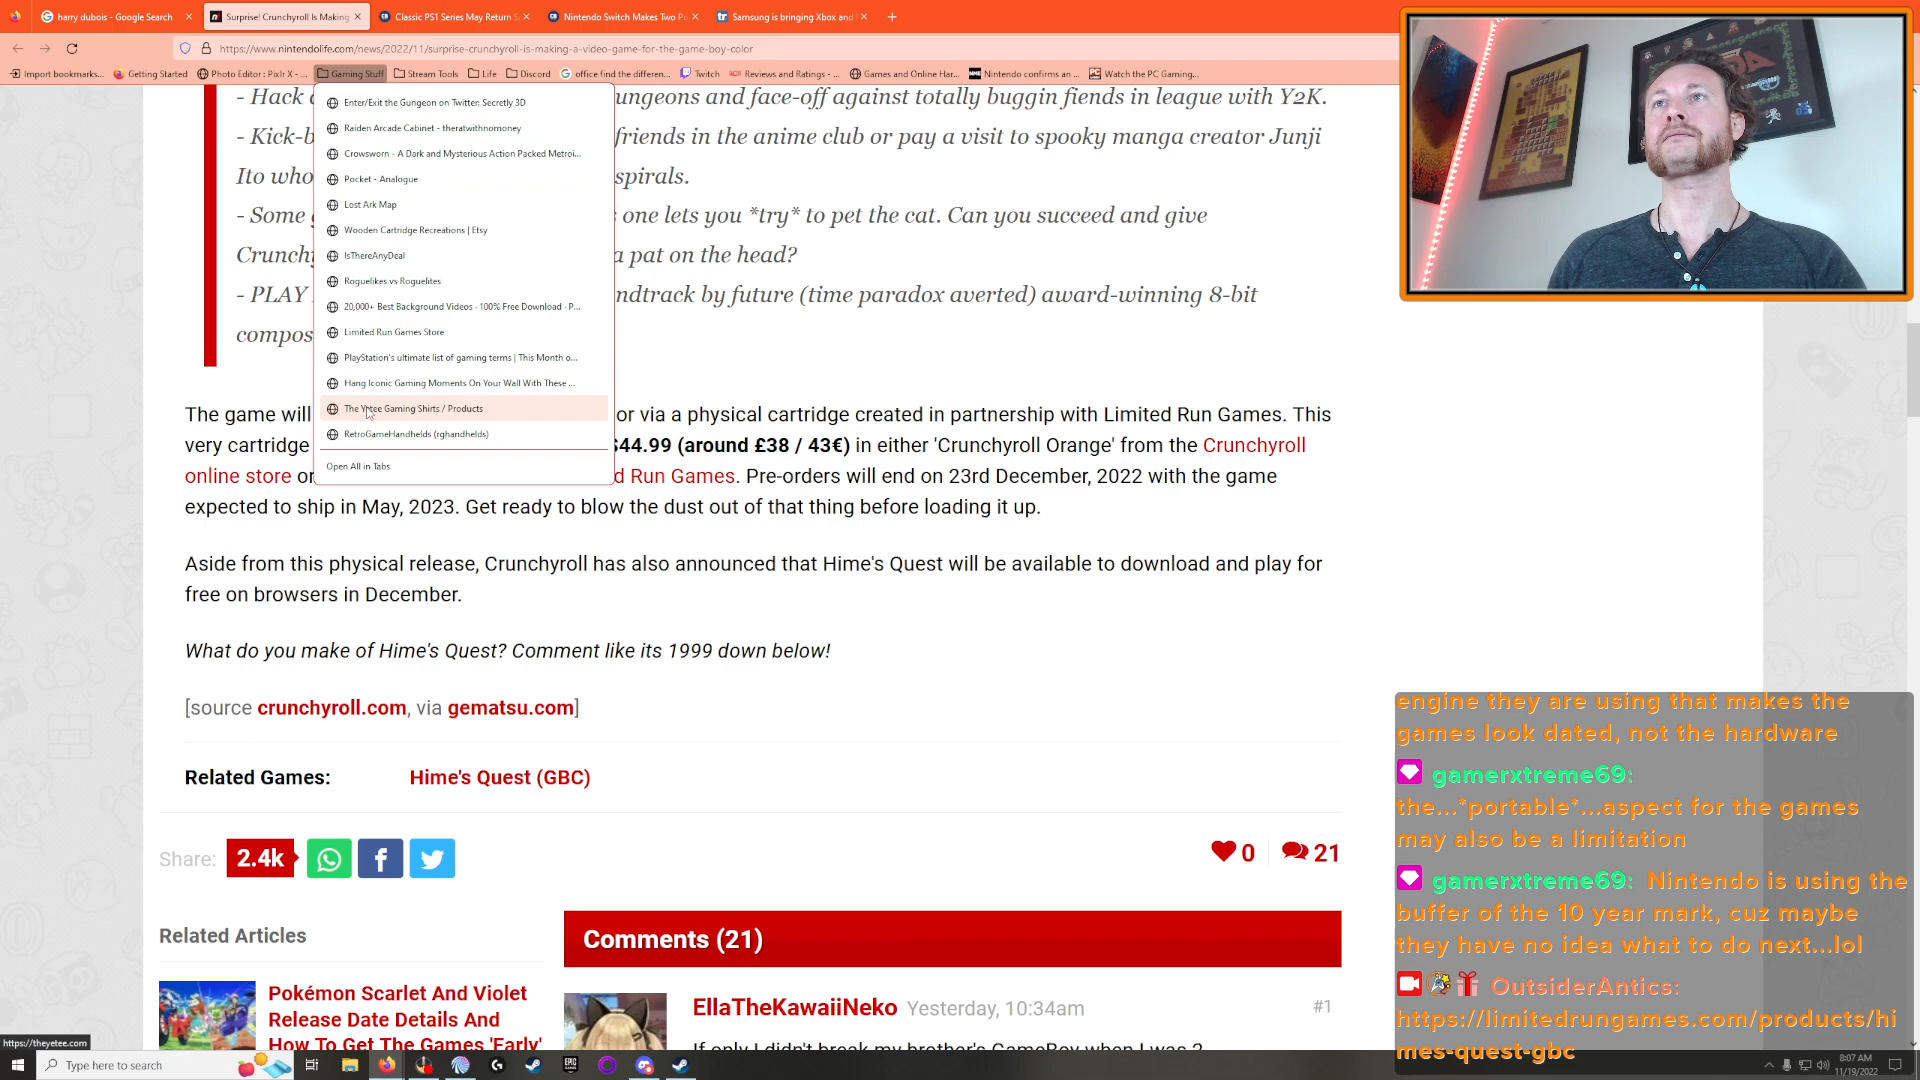 harry dubois - Google Search
Surprise! Crunchyroll Is Making
Classic PS1 Series May Return S
Nintendo Switch Makes Two Po
Samsung is bringing Xbox and
https://www.nintendolife.com/news/2022/11/surprise-crunchyroll-is-making-a-video-game-for-the-game-boy-color
Import bookmarks...
Getting Started
Photo Editor : Pixlr X - ...
Gaming Stuff
Stream Tools
Life
Discord
office find the differen...
Twitch
Reviews and Ratings - ...
Games and Online Har...
Nintendo confirms an ...
Watch the PC Gaming...
Enter/Exit the Gungeon on Twitter: Secretly 3D
Raiden Arcade Cabinet - theratwithnomoney
Crowsworn - A Dark and Mysterious Action Packed Metroi...
Pocket - Analogue
Lost Ark Map
Wooden Cartridge Recreations | Etsy
IsThereAnyDeal
Roguelikes vs Roguelites
20,000+ Best Background Videos - 100% Free Download - P...
Limited Run Games Store
PlayStation's ultimate list of gaming terms | This Month o...
Hang Iconic Gaming Moments On Your Wall With These ...
The Yetee Gaming Shirts / Products
RetroGameHandhelds (rghandhelds)
Open All in Tabs
- Hack ungeons and face-off against totally buggin fiends in league with Y2K.
- Kick-b friends in the anime club or pay a visit to spooky manga creator Junji
Ito who spirals.
- Some one lets you *try* to pet the cat. Can you succeed and give
Crunchy a pat on the head?
- PLAY ndtrack by future (time paradox averted) award-winning 8-bit
compos
The game will or via a physical cartridge created in partnership with Limited Run Games. This
very cartridge $44.99 (around £38 / 43€) in either 'Crunchyroll Orange' from the Crunchyroll
online store or d Run Games. Pre-orders will end on 23rd December, 2022 with the game
expected to ship in May, 2023. Get ready to blow the dust out of that thing before loading it up.
Aside from this physical release, Crunchyroll has also announced that Hime's Quest will be available to download and play for
free on browsers in December.
What do you make of Hime's Quest? Comment like its 1999 down below!
[source crunchyroll.com, via gematsu.com]
Related Games: Hime's Quest (GBC)
Share: 2.4k
0 21
Related Articles
Pokémon Scarlet And Violet
Release Date Details And
How To Get The Games 'Early'
Comments (21)
EllaTheKawaiiNeko Yesterday, 10:34am #1
If only I didn't break my brother's GameBoy when I was 2
engine they are using that makes the
games look dated, not the hardware
gamerxtreme69:
the...*portable*...aspect for the games
may also be a limitation
gamerxtreme69: Nintendo is using the
buffer of the 10 year mark, cuz maybe
they have no idea what to do next...lol
OutsiderAntics:
https://limitedrungames.com/products/hi
mes-quest-gbc
https://theyetee.com
Type here to search
8:07 AM
11/19/2022